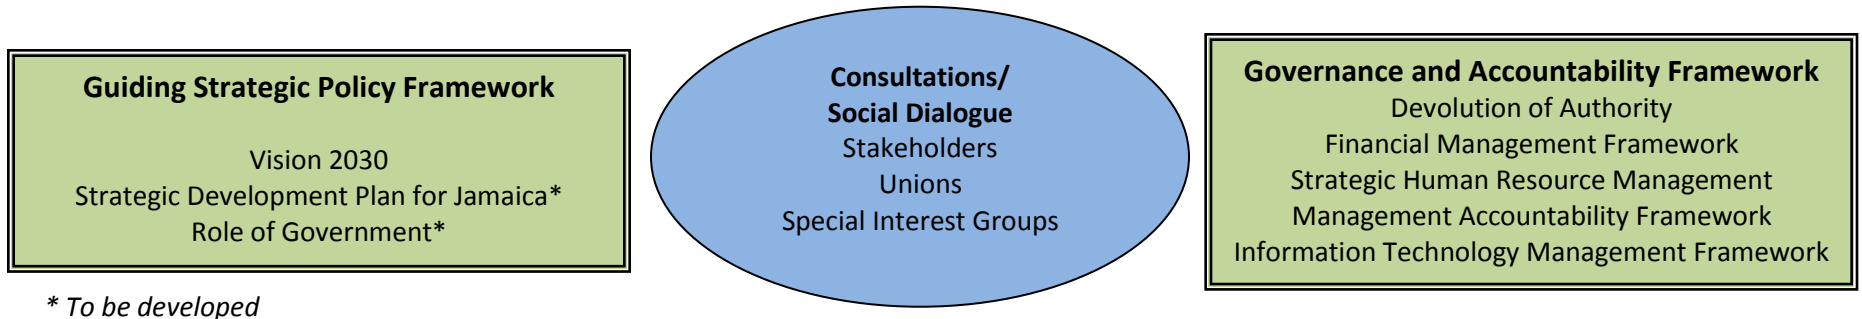 Guiding Strategic Policy Framework
Vision 2030
Strategic Development Plan for Jamaica*
Role of Government*
* To be developed
Consultations/
Social Dialogue
Stakeholders
Unions
Special Interest Groups
Governance and Accountability Framework
Devolution of Authority
Financial Management Framework
Strategic Human Resource Management
Management Accountability Framework
Information Technology Management Framework